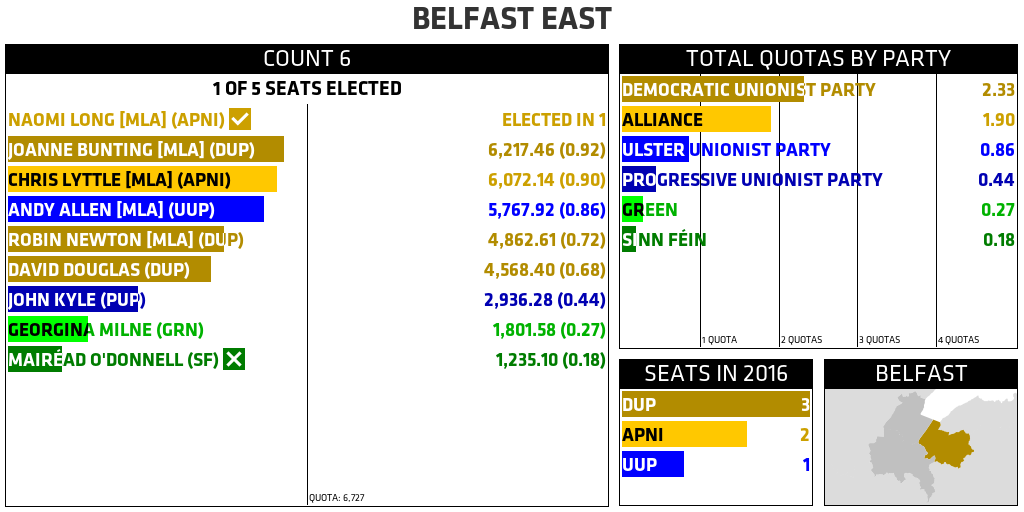 BELFAST EAST
COUNT 6
1 OF 5 SEATS ELECTED
NAOMI LONG [MLA] (APNI) ELECTED IN 1
JOANNE BUNTING [MLA] (DUP) 6,217.46 (0.92)
CHRIS LYTTLE [MLA] (APNI) 6,072.14 (0.90)
ANDY ALLEN [MLA] (UUP) 5,767.92 (0.86)
ROBIN NEWTON [MLA] (DUP) 4,862.61 (0.72)
DAVID DOUGLAS (DUP) 4,568.40 (0.68)
JOHN KYLE (PUP) 2,936.28 (0.44)
GEORGINA MILNE (GRN) 1,801.58 (0.27)
MAIRÉAD O'DONNELL (SF) 1,235.10 (0.18)
QUOTA: 6,727
TOTAL QUOTAS BY PARTY
DEMOCRATIC UNIONIST PARTY 2.33
ALLIANCE 1.90
ULSTER UNIONIST PARTY 0.86
PROGRESSIVE UNIONIST PARTY 0.44
GREEN 0.27
SINN FÉIN 0.18
1 QUOTA 2 QUOTAS 3 QUOTAS 4 QUOTAS
SEATS IN 2016
DUP 3
APNI 2
UUP 1
BELFAST